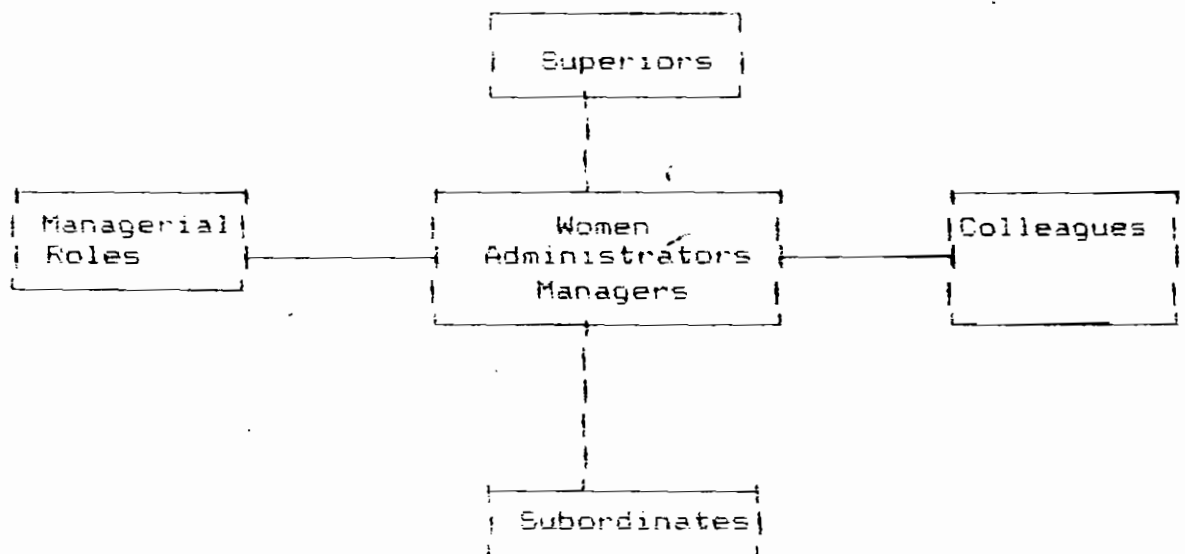 Superiors
Managerial
Roles
Women
Administrators
Managers
Colleagues
Subordinates